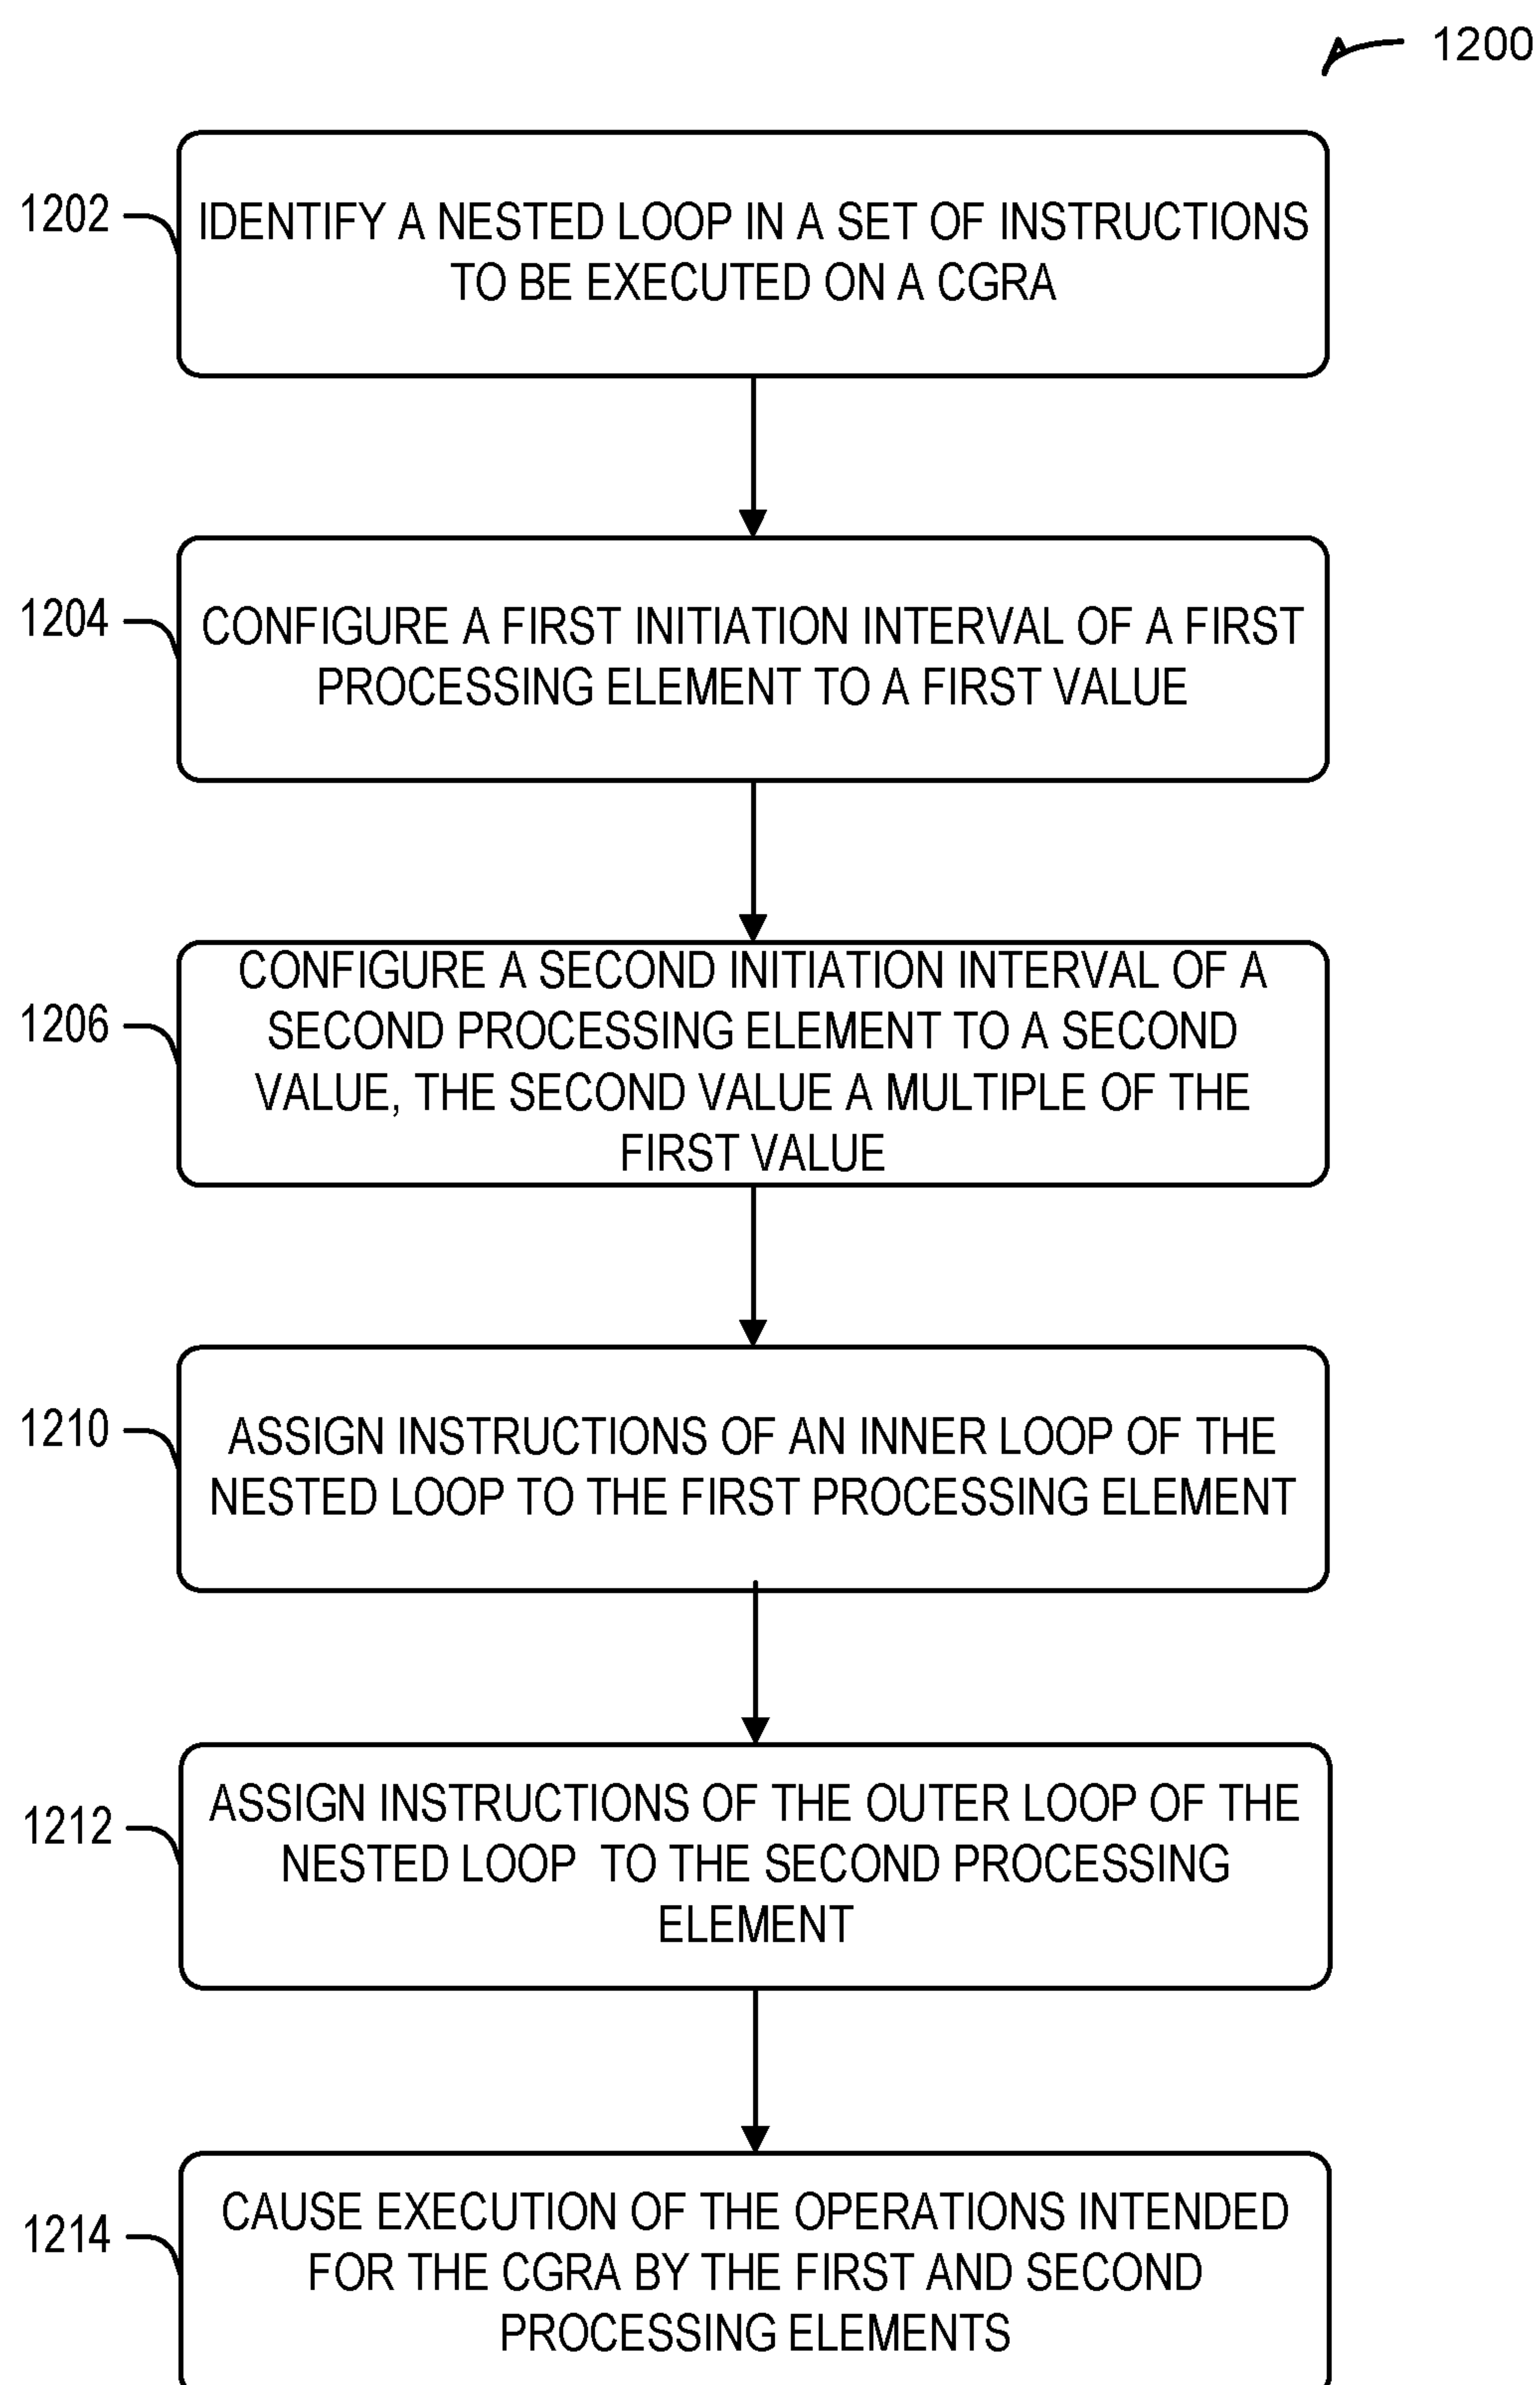 1200
1202
IDENTIFY A NESTED LOOP IN A SET OF INSTRUCTIONS
TO BE EXECUTED ON A CGRA
1204
CONFIGURE A FIRST INITIATION INTERVAL OF A FIRST
PROCESSING ELEMENT TO A FIRST VALUE
1206
CONFIGURE A SECOND INITIATION INTERVAL OF A
SECOND PROCESSING ELEMENT TO A SECOND
VALUE, THE SECOND VALUE A MULTIPLE OF THE
FIRST VALUE
1210
ASSIGN INSTRUCTIONS OF AN INNER LOOP OF THE
NESTED LOOP TO THE FIRST PROCESSING ELEMENT
1212
ASSIGN INSTRUCTIONS OF THE OUTER LOOP OF THE
NESTED LOOP TO THE SECOND PROCESSING
ELEMENT
1214
CAUSE EXECUTION OF THE OPERATIONS INTENDED
FOR THE CGRA BY THE FIRST AND SECOND
PROCESSING ELEMENTS